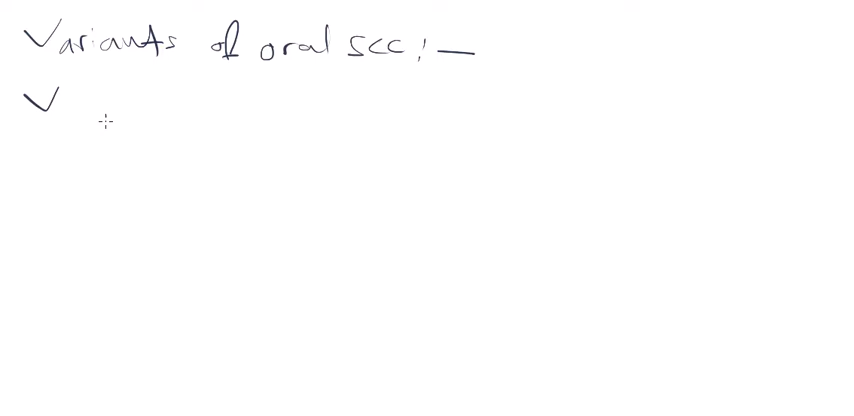 Variants of oral SCC :-
V